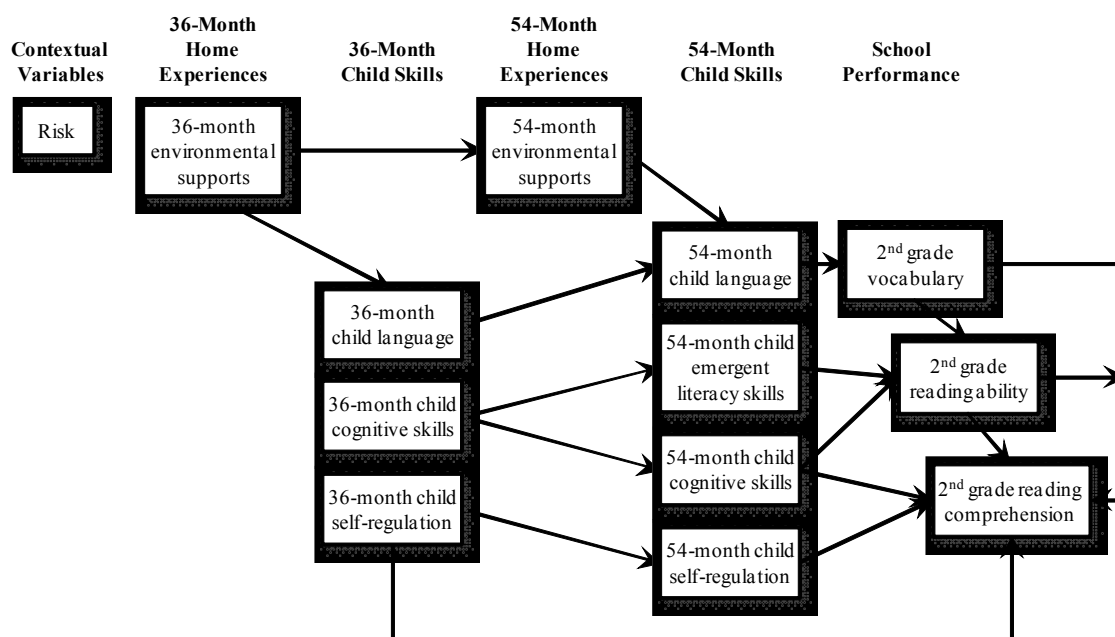 Contextual
Variables
36-Month
Home
Experiences
36-Month
Child Skills
54-Month
Home
Experiences
54-Month
Child Skills
School
Performance
Risk
36-month
environmental
supports
54-month
environmental
supports
36-month
child language
36-month child
cognitive skills
36-month child
self-regulation
54-month
child language
54-month child
emergent
literacy skills
54-month child
cognitive skills
54-month child
self-regulation
2nd grade
vocabulary
2nd grade
reading ability
2nd grade reading
comprehension